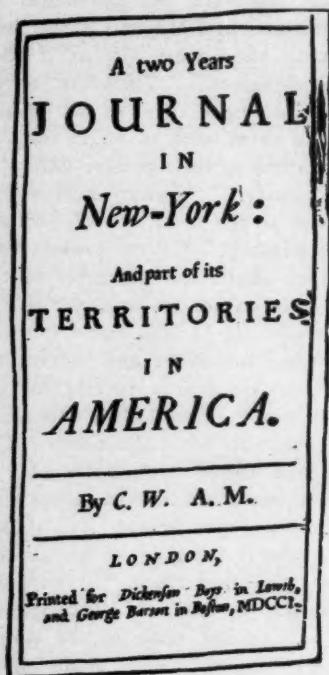 A two Years
JOURNAL
IN
New-York:
And part of its
TERRITORIES
IN
AMERICA.
By C. W. A. M.
LONDON,
Printed for Dickenson Boys in Lowth,
and George Barton in Boston, MDCCI.